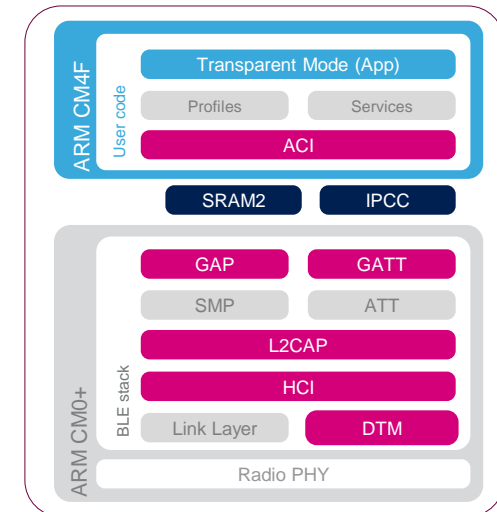 ARM CM4F
User code
Transparent Mode (App)
Profiles
Services
ACI
SRAM2
IPCC
ARM CM0+
BLE stack
GAP
GATT
SMP
ATT
L2CAP
HCI
Link Layer
DTM
Radio PHY